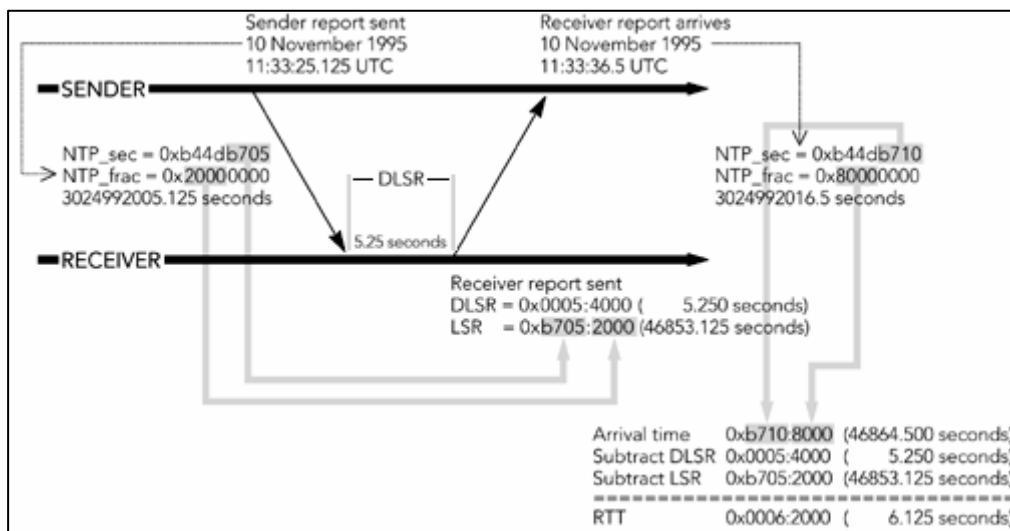 Sender report sent
10 November 1995
11:33:25.125 UTC
Receiver report arrives
10 November 1995
11:33:36.5 UTC
SENDER
NTP_sec = 0xb44db705
NTP_frac = 0x20000000
3024992005.125 seconds
NTP_sec = 0xb44db710
NTP_frac = 0x80000000
3024992016.5 seconds
DLSR
5.25 seconds
RECEIVER
Receiver report sent
DLSR = 0x0005:4000 ( 5.250 seconds)
LSR = 0xb705:2000 (46853.125 seconds)
Arrival time 0xb710:8000 (46864.500 seconds)
Subtract DLSR 0x0005:4000 ( 5.250 seconds)
Subtract LSR 0xb705:2000 (46853.125 seconds)
RTT 0x0006:2000 ( 6.125 seconds)